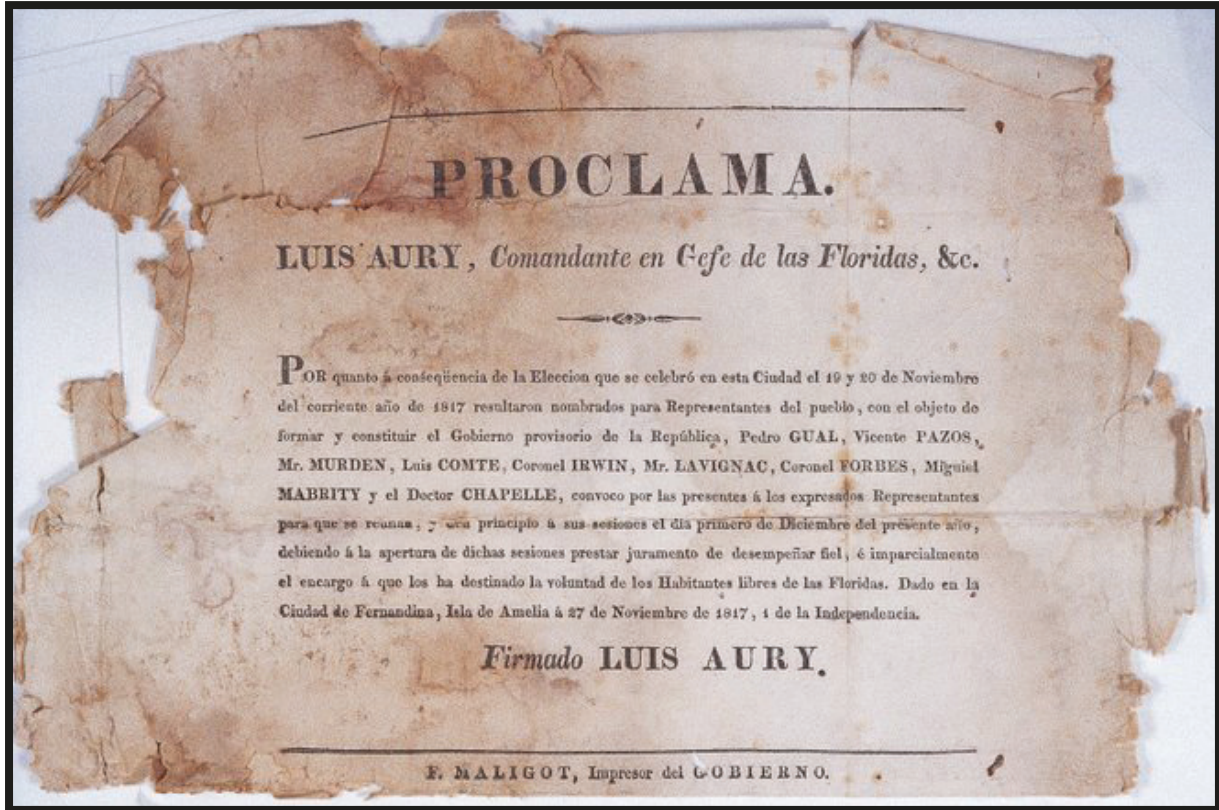 PROCLAMA.
LUIS AURY, Comandante en Gefe de las Floridas, &c.
POR quanto á conseqüencia de la Eleccion que se celebró en esta Ciudad el 19 y 20 de Noviembre
del corriente año de 1817 resultaron nombrados para Representantes del pueblo, con el objeto de
formar y constituir el Gobierno provisorio de la República, Pedro GUAL, Vicente PAZOS,
Mr. MURDEN, Luis COMTE, Coronel IRWIN, Mr. LAVIGNAC, Coronel FORBES, Miguiel
MABRITY y el Doctor CHAPELLE, convoco por las presentes á los expresados Representantes
para que se reunan, y principio á sus sesiones el dia primero de Diciembre del presente año,
debiendo á la apertura de dichas sesiones prestar juramento de desempeñar fiel, é imparcialmente
el encargo á que los ha destinado la voluntad de los Habitantes libres de las Floridas. Dado en la
Ciudad de Fernandina, Isla de Amelia á 27 de Noviembre de 1817, 1 de la Independencia.
Firmado LUIS AURY.
F. MALIGOT, Impresor del GOBIERNO.